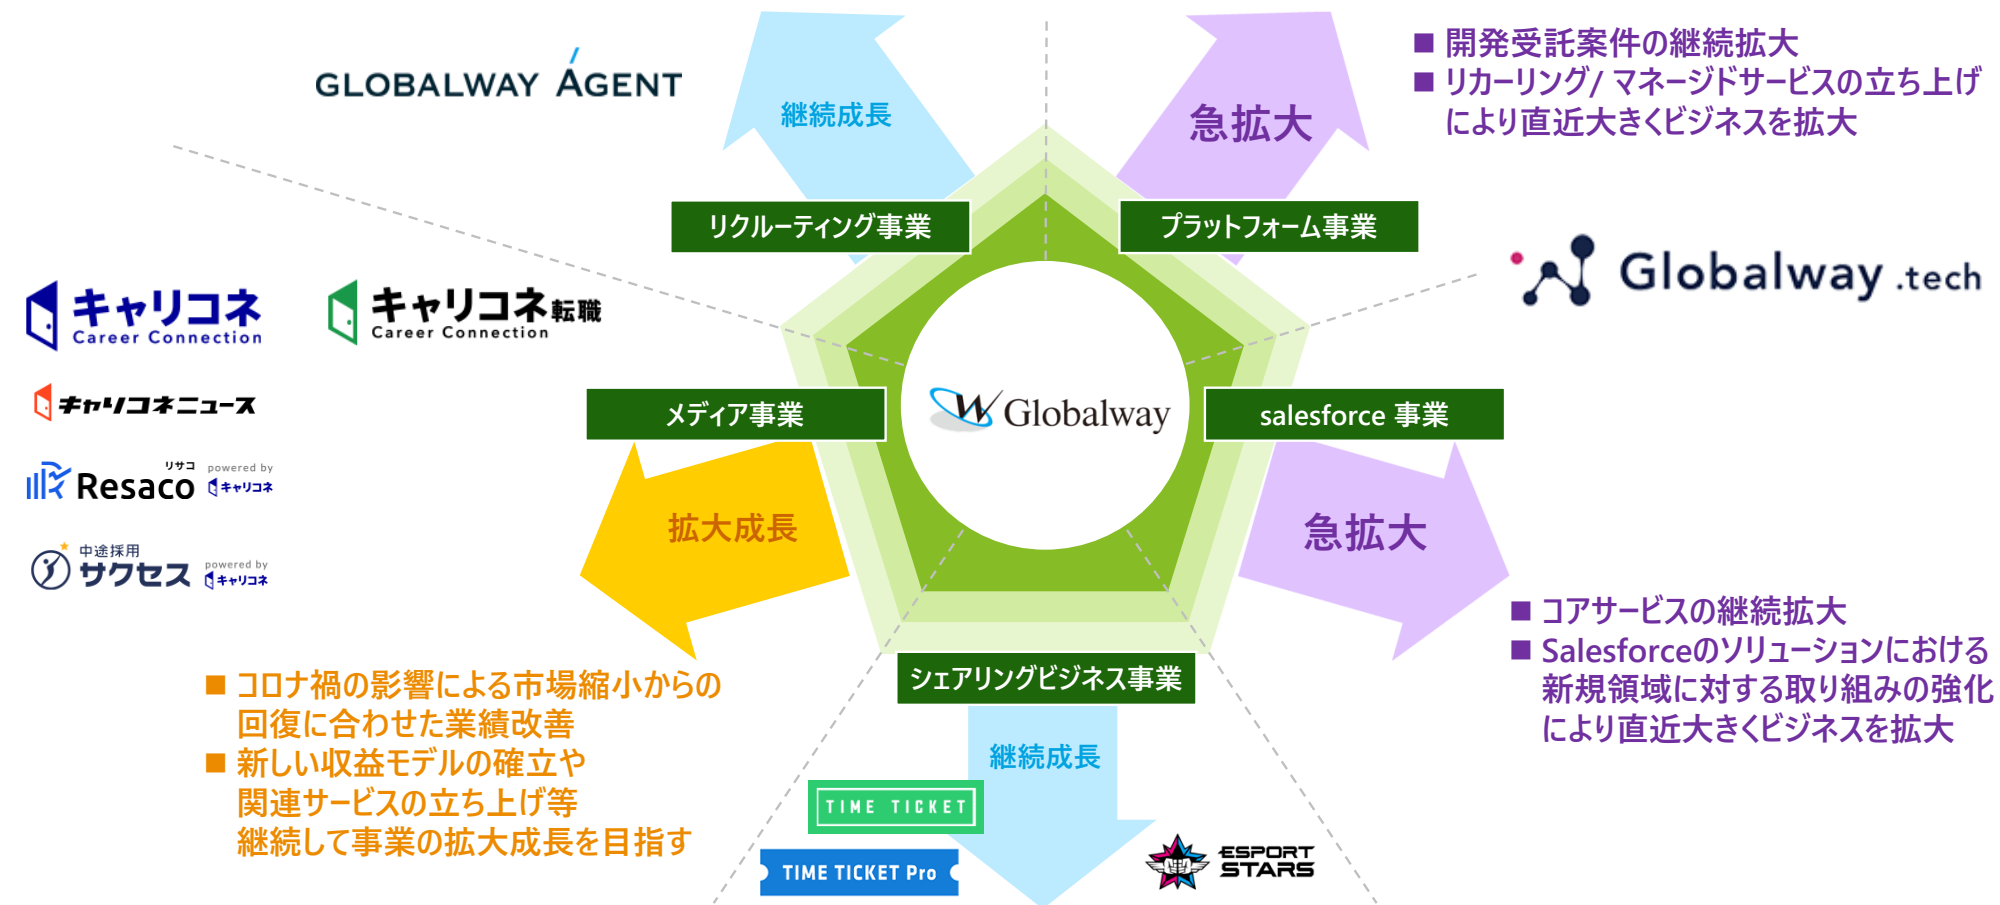 GLOBALWAY AGENT
継続成長
急拡大
■ 開発受託案件の継続拡大
■ リカーリング/ マネージドサービスの立ち上げ
により直近大きくビジネスを拡大
リクルーティング事業
プラットフォーム事業
Globalway .tech
キャリコネ
Career Connection
キャリコネ転職
Career Connection
キャリコネニュース
リサコ
Resaco
powered by
キャリコネ
中途採用
サクセス
powered by
キャリコネ
メディア事業
Globalway
salesforce 事業
拡大成長
急拡大
■ コアサービスの継続拡大
■ Salesforceのソリューションにおける
新規領域に対する取り組みの強化
により直近大きくビジネスを拡大
■ コロナ禍の影響による市場縮小からの
回復に合わせた業績改善
■ 新しい収益モデルの確立や
関連サービスの立ち上げ等
継続して事業の拡大成長を目指す
シェアリングビジネス事業
継続成長
TIME TICKET
TIME TICKET Pro
ESPORT
STARS